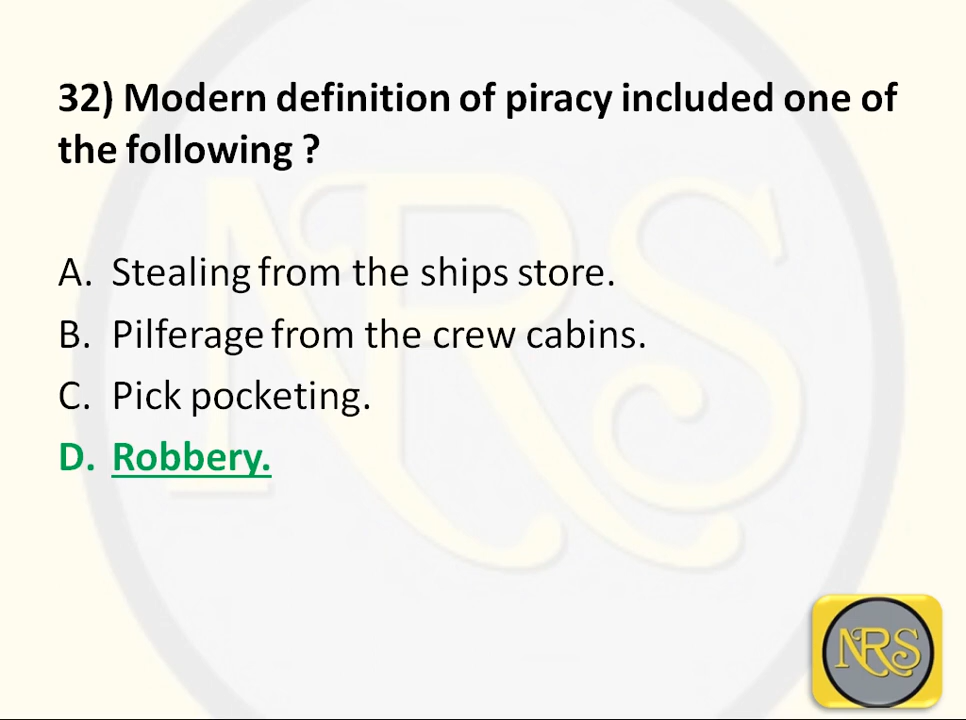 32) Modern definition of piracy included one of
the following ?
A. Stealing from the ships store.
B. Pilferage from the crew cabins.
C. Pick pocketing.
D. Robbery.
NRS
NRS